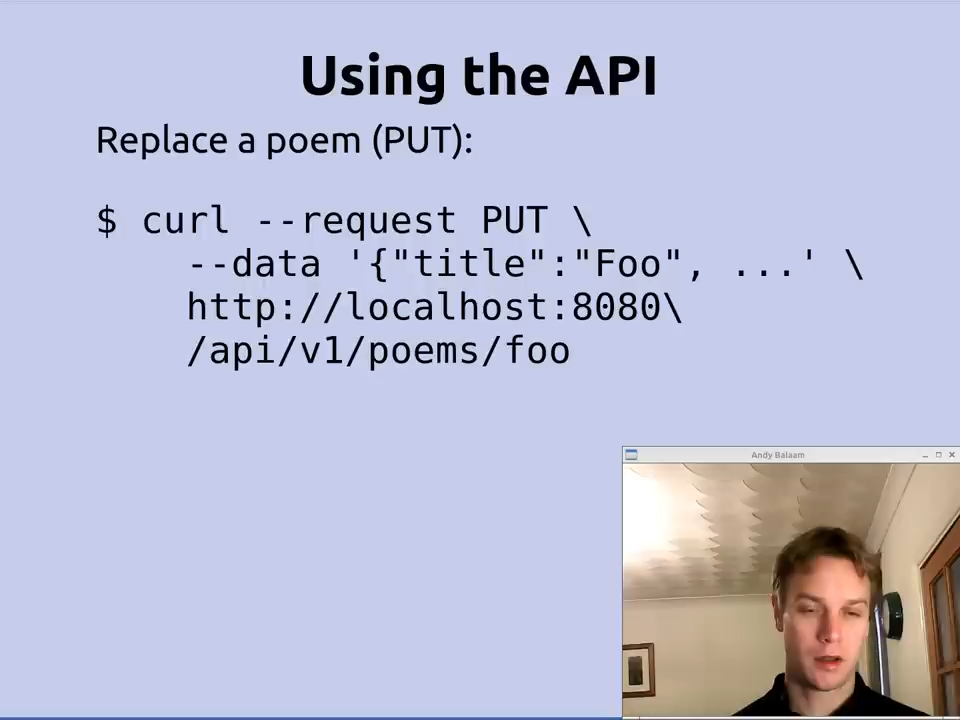 Using the API
Replace a poem (PUT):
$ curl --request PUT \
--data '{"title":"Foo", ...' \
http://localhost:8080\
/api/v1/poems/foo
Andy Balaam